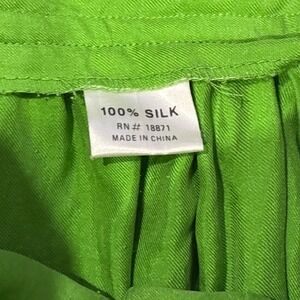 100% SILK
RN# 18871
MADE IN CHINA